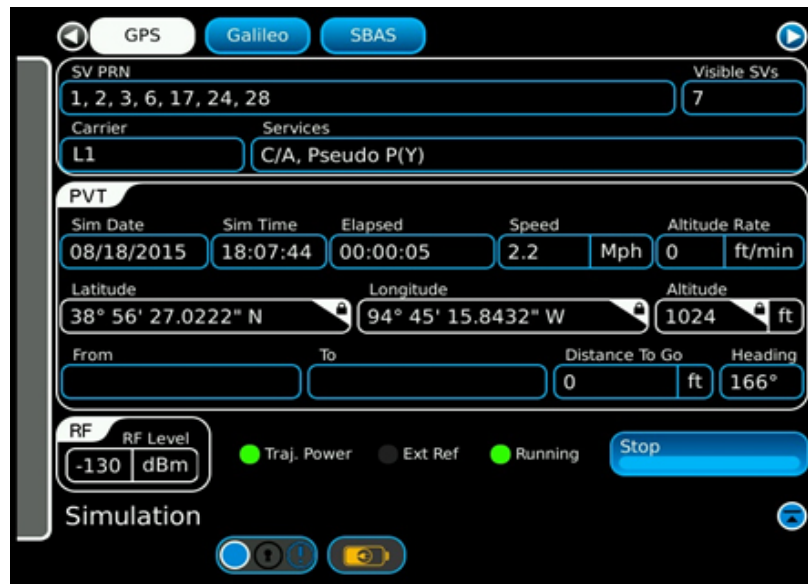 GPS Galileo SBAS
SV PRN Visible SVs
1, 2, 3, 6, 17, 24, 28 7
Carrier Services
L1 C/A, Pseudo P(Y)
PVT
Sim Date Sim Time Elapsed Speed Altitude Rate
08/18/2015 18:07:44 00:00:05 2.2 Mph 0 ft/min
Latitude Longitude Altitude
38° 56' 27.0222" N 94° 45' 15.8432" W 1024 ft
From To Distance To Go Heading
0 ft 166°
RF RF Level
-130 dBm Traj. Power Ext Ref Running Stop
Simulation